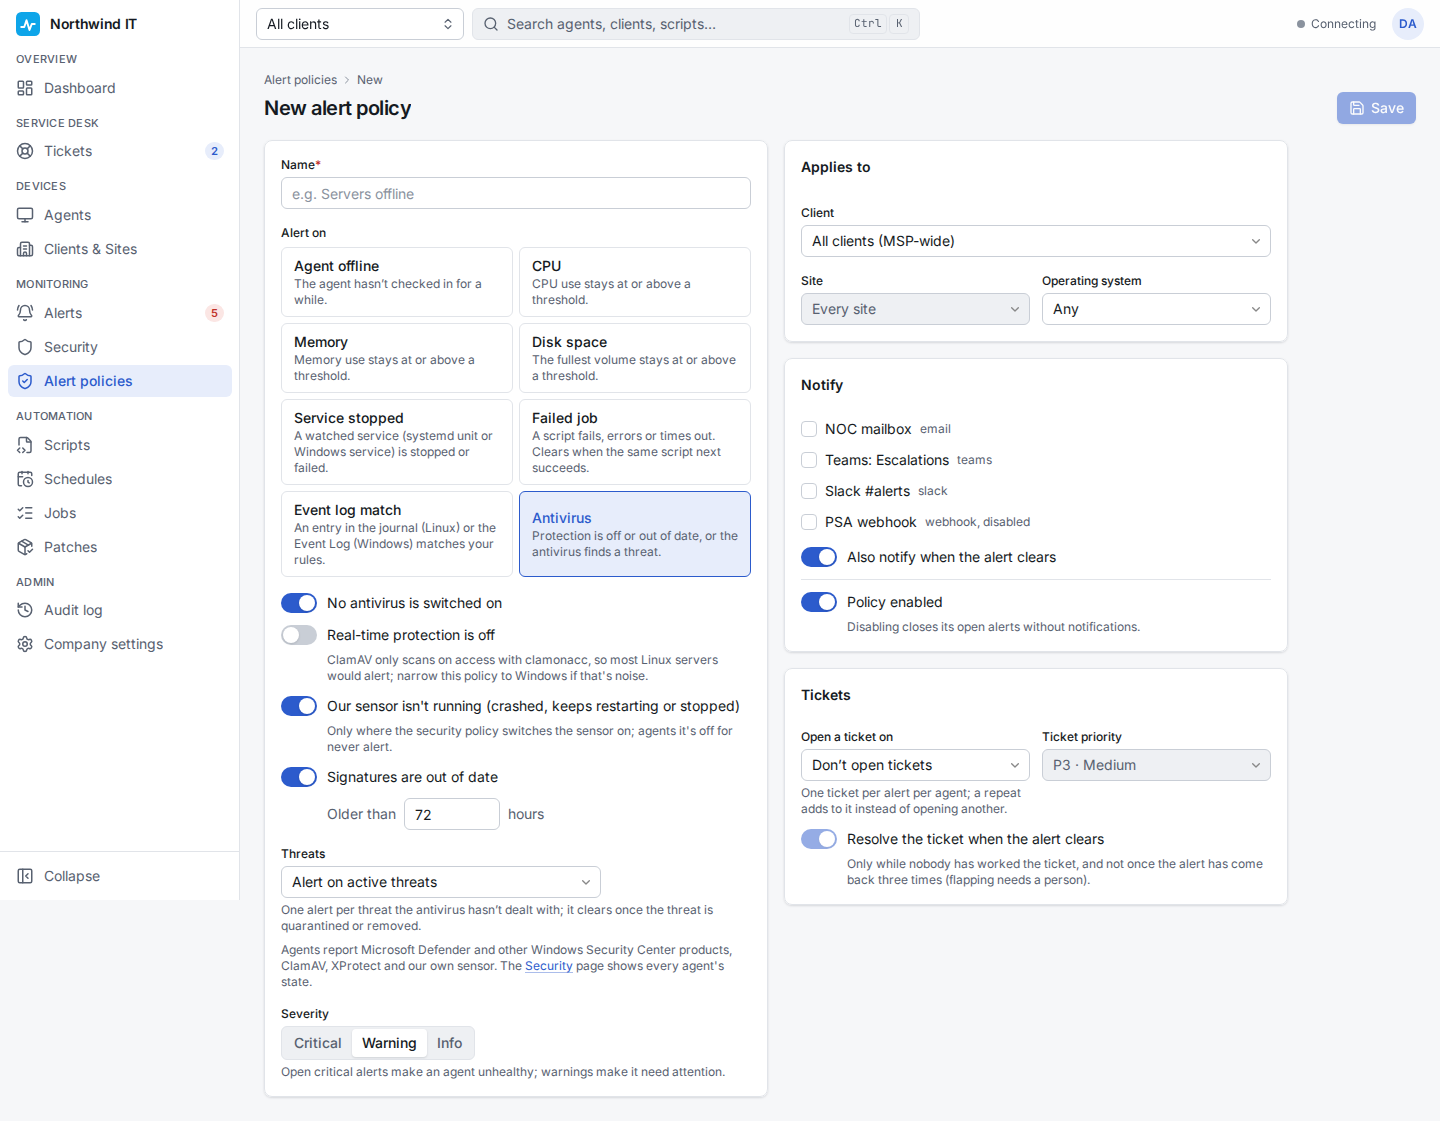 Northwind IT
All clients
Search agents, clients, scripts...
Ctrl K
Connecting
DA
OVERVIEW
Dashboard
SERVICE DESK
Tickets
2
DEVICES
Agents
Clients & Sites
MONITORING
Alerts
5
Security
Alert policies
AUTOMATION
Scripts
Schedules
Jobs
Patches
ADMIN
Audit log
Company settings
Collapse
Alert policies > New
New alert policy
Save
Name*
e.g. Servers offline
Alert on
Agent offline
The agent hasn't checked in for a
while.
CPU
CPU use stays at or above a
threshold.
Memory
Memory use stays at or above a
threshold.
Disk space
The fullest volume stays at or above
a threshold.
Service stopped
A watched service (systemd unit or
Windows service) is stopped or
failed.
Failed job
A script fails, errors or times out.
Clears when the same script next
succeeds.
Event log match
An entry in the journal (Linux) or the
Event Log (Windows) matches your
rules.
Antivirus
Protection is off or out of date, or the
antivirus finds a threat.
No antivirus is switched on
Real-time protection is off
ClamAV only scans on access with clamonacc, so most Linux servers
would alert; narrow this policy to Windows if that's noise.
Our sensor isn't running (crashed, keeps restarting or stopped)
Only where the security policy switches the sensor on; agents it's off for
never alert.
Signatures are out of date
Older than 72 hours
Threats
Alert on active threats
One alert per threat the antivirus hasn't dealt with; it clears once the threat is
quarantined or removed.
Agents report Microsoft Defender and other Windows Security Center products,
ClamAV, XProtect and our own sensor. The Security page shows every agent's
state.
Severity
Critical Warning Info
Open critical alerts make an agent unhealthy; warnings make it need attention.
Applies to
Client
All clients (MSP-wide)
Site
Every site
Operating system
Any
Notify
NOC mailbox email
Teams: Escalations teams
Slack #alerts slack
PSA webhook webhook, disabled
Also notify when the alert clears
Policy enabled
Disabling closes its open alerts without notifications.
Tickets
Open a ticket on
Don't open tickets
Ticket priority
P3 · Medium
One ticket per alert per agent; a repeat
adds to it instead of opening another.
Resolve the ticket when the alert clears
Only while nobody has worked the ticket, and not once the alert has come
back three times (flapping needs a person).